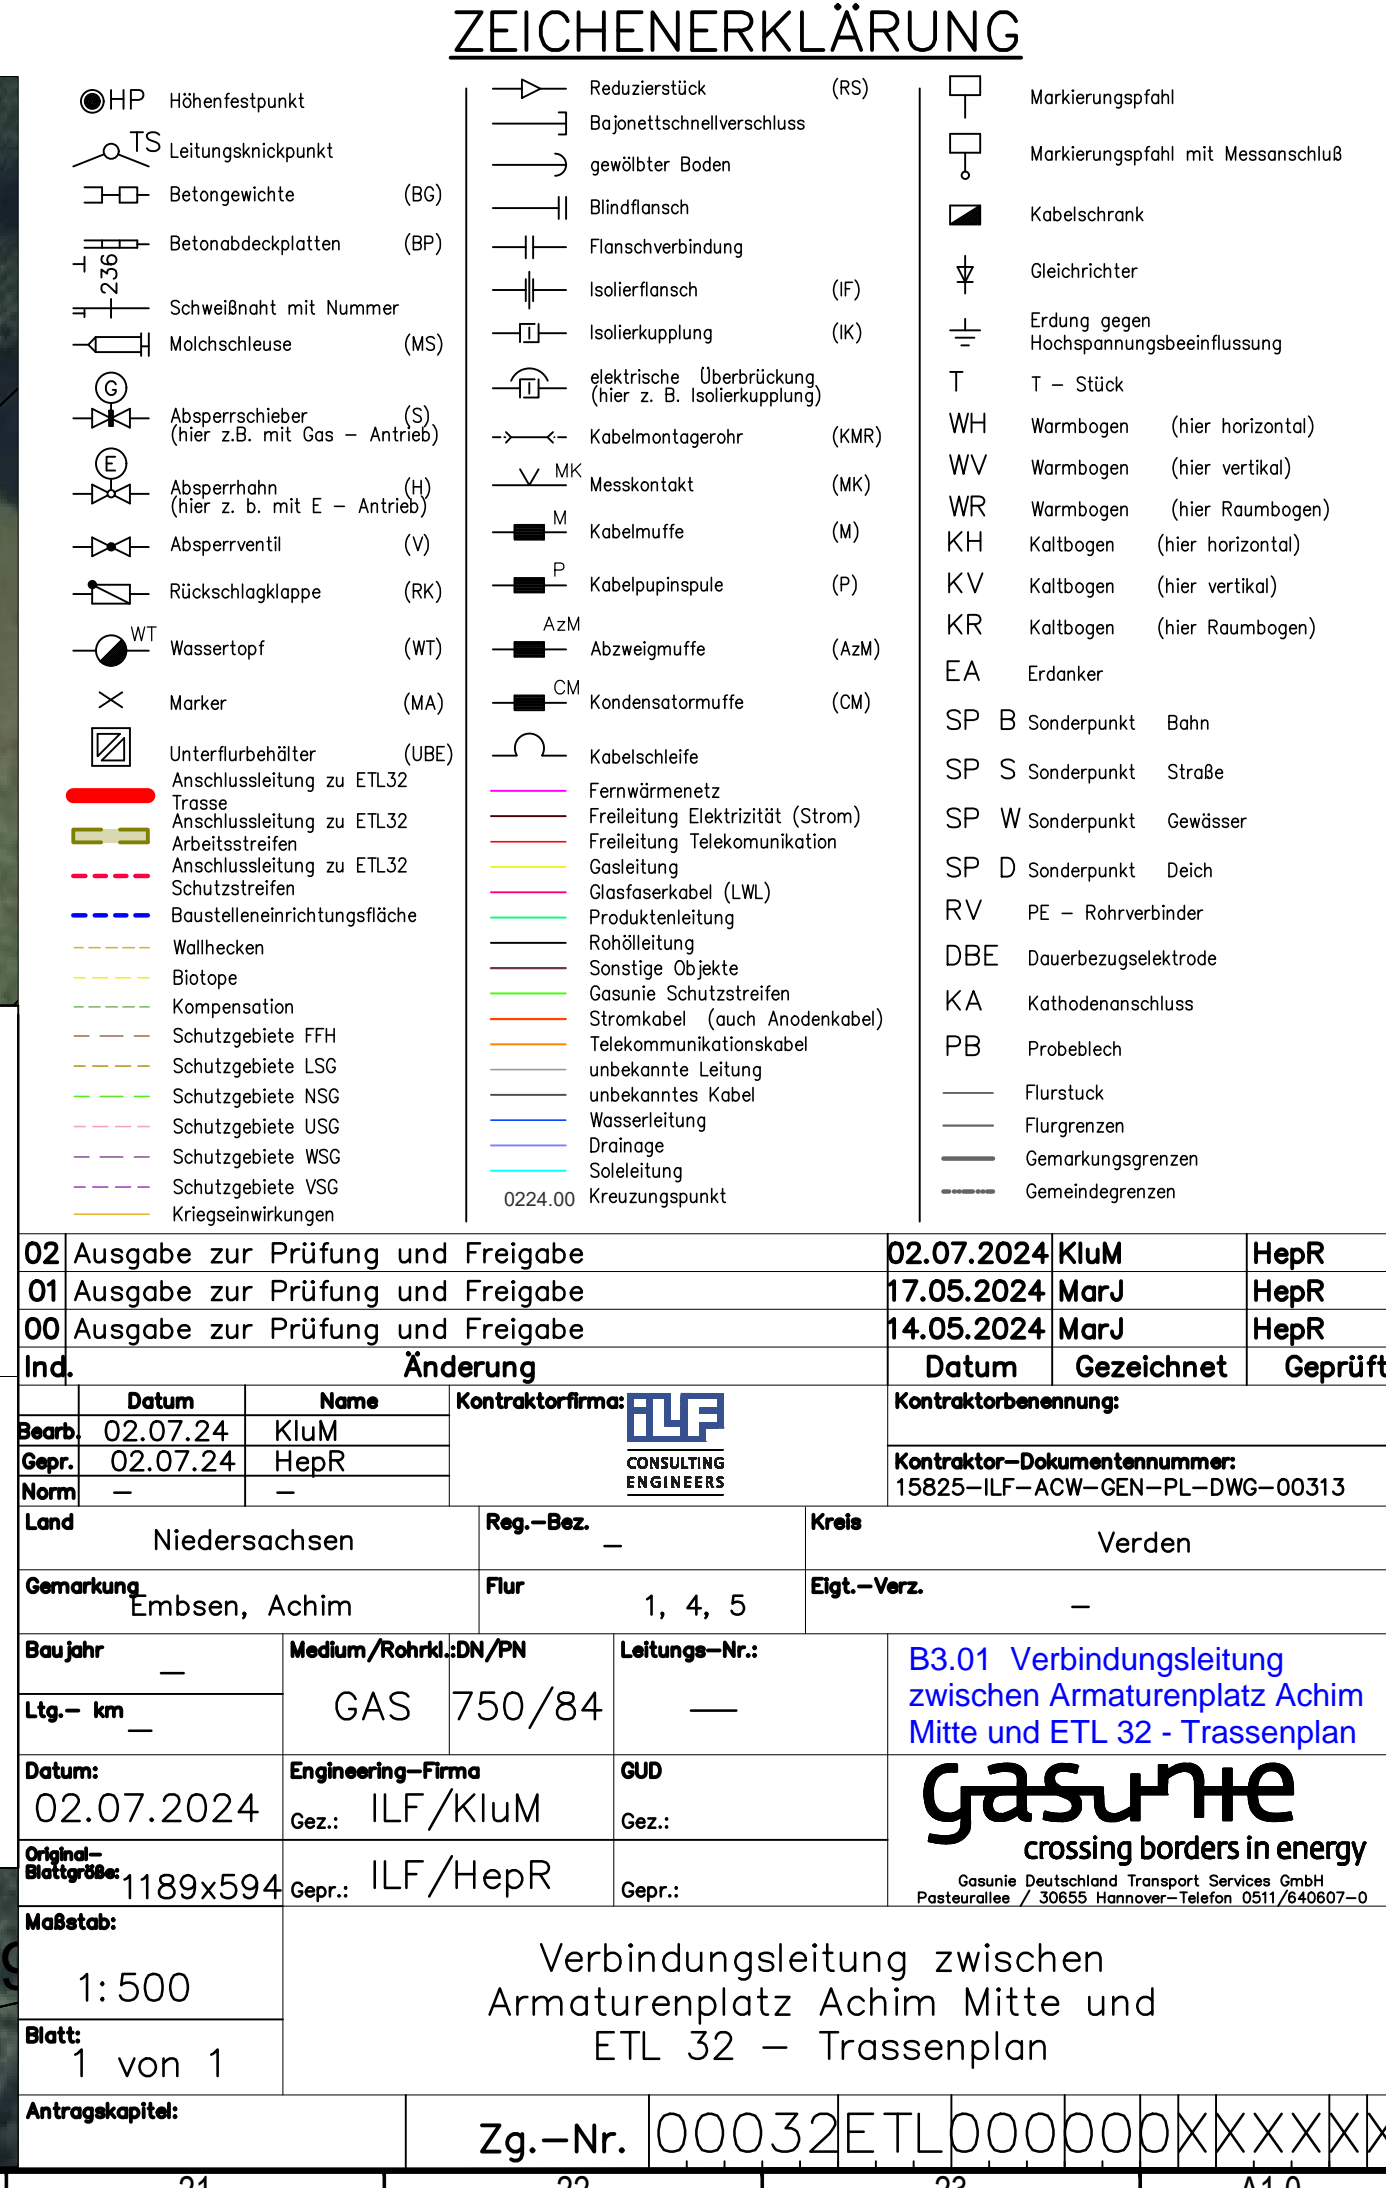 ZEICHENERKLÄRUNG
HP Höhenfestpunkt
TS Leitungsknickpunkt
Betongewichte (BG)
Betonabdeckplatten (BP)
236
Schweißnaht mit Nummer
Molchschleuse (MS)
G
Absperrschieber (S)
(hier z.B. mit Gas – Antrieb)
E
Absperrhahn (H)
(hier z. b. mit E – Antrieb)
Absperrventil (V)
Rückschlagklappe (RK)
WT Wassertopf (WT)
Marker (MA)
Unterflurbehälter (UBE)
Anschlussleitung zu ETL32
Trasse
Anschlussleitung zu ETL32
Arbeitsstreifen
Anschlussleitung zu ETL32
Schutzstreifen
Baustelleneinrichtungsfläche
Wallhecken
Biotope
Kompensation
Schutzgebiete FFH
Schutzgebiete LSG
Schutzgebiete NSG
Schutzgebiete USG
Schutzgebiete WSG
Schutzgebiete VSG
Kriegseinwirkungen
Reduzierstück (RS)
Bajonettschnellverschluss
gewölbter Boden
Blindflansch
Flanschverbindung
Isolierflansch (IF)
Isolierkupplung (IK)
elektrische Überbrückung
(hier z. B. Isolierkupplung)
Kabelmontagerohr (KMR)
MK Messkontakt (MK)
M Kabelmuffe (M)
P Kabelpupinspule (P)
AzM Abzweigmuffe (AzM)
CM Kondensatormuffe (CM)
Kabelschleife
Fernwärmenetz
Freileitung Elektrizität (Strom)
Freileitung Telekomunikation
Gasleitung
Glasfaserkabel (LWL)
Produktenleitung
Rohölleitung
Sonstige Objekte
Gasunie Schutzstreifen
Stromkabel (auch Anodenkabel)
Telekommunikationskabel
unbekannte Leitung
unbekanntes Kabel
Wasserleitung
Drainage
Soleleitung
0224.00 Kreuzungspunkt
Markierungspfahl
Markierungspfahl mit Messanschluß
Kabelschrank
Gleichrichter
Erdung gegen
Hochspannungsbeeinflussung
T T – Stück
WH Warmbogen (hier horizontal)
WV Warmbogen (hier vertikal)
WR Warmbogen (hier Raumbogen)
KH Kaltbogen (hier horizontal)
KV Kaltbogen (hier vertikal)
KR Kaltbogen (hier Raumbogen)
EA Erdanker
SP B Sonderpunkt Bahn
SP S Sonderpunkt Straße
SP W Sonderpunkt Gewässer
SP D Sonderpunkt Deich
RV PE – Rohrverbinder
DBE Dauerbezugselektrode
KA Kathodenanschluss
PB Probeblech
Flurstuck
Flurgrenzen
Gemarkungsgrenzen
Gemeindegrenzen
02 Ausgabe zur Prüfung und Freigabe 02.07.2024 KluM HepR
01 Ausgabe zur Prüfung und Freigabe 17.05.2024 MarJ HepR
00 Ausgabe zur Prüfung und Freigabe 14.05.2024 MarJ HepR
Ind. Änderung Datum Gezeichnet Geprüft
Datum Name
Bearb. 02.07.24 KluM
Gepr. 02.07.24 HepR
Norm – –
Kontraktorfirma:
iLF
CONSULTING
ENGINEERS
Kontraktorbenennung:
Kontraktor–Dokumentennummer:
15825–ILF–ACW–GEN–PL–DWG–00313
Land Niedersachsen
Reg.–Bez. –
Kreis Verden
Gemarkung Embsen, Achim
Flur 1, 4, 5
Eigt.–Verz. –
Baujahr –
Ltg.– km –
Medium/Rohrkl.: GAS
DN/PN 750/84
Leitungs–Nr.: –
B3.01 Verbindungsleitung
zwischen Armaturenplatz Achim
Mitte und ETL 32 - Trassenplan
Datum:
02.07.2024
Engineering–Firma
Gez.: ILF/KluM
GUD
Gez.:
Original–
Blattgröße: 1189x594
Gepr.: ILF/HepR
Gepr.:
gasunie
crossing borders in energy
Gasunie Deutschland Transport Services GmbH
Pasteurallee / 30655 Hannover–Telefon 0511/640607–0
Maßstab:
1:500
Blatt:
1 von 1
Verbindungsleitung zwischen
Armaturenplatz Achim Mitte und
ETL 32 – Trassenplan
Antragskapitel:
Zg.–Nr. 00032ETL000000XXXXXX
21 22 23 A1.0